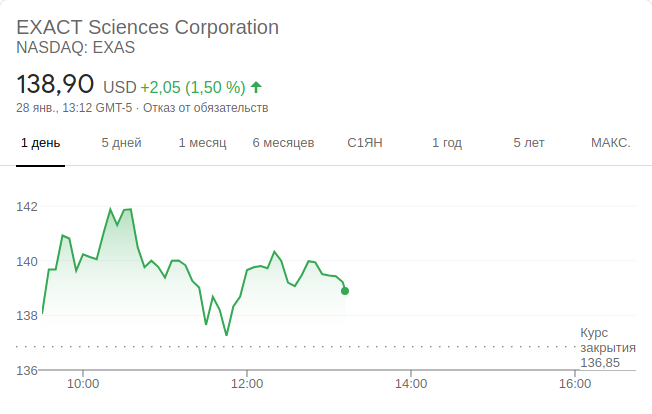 EXACT Sciences Corporation
NASDAQ: EXAS
138,90 USD +2,05 (1,50 %)
28 янв., 13:12 GMT-5 · Отказ от обязательств
1 день 5 дней 1 месяц 6 месяцев С1ЯН 1 год 5 лет МАКС.
142
140
138
Курс
закрытия
136,85
136
10:00 12:00 14:00 16:00